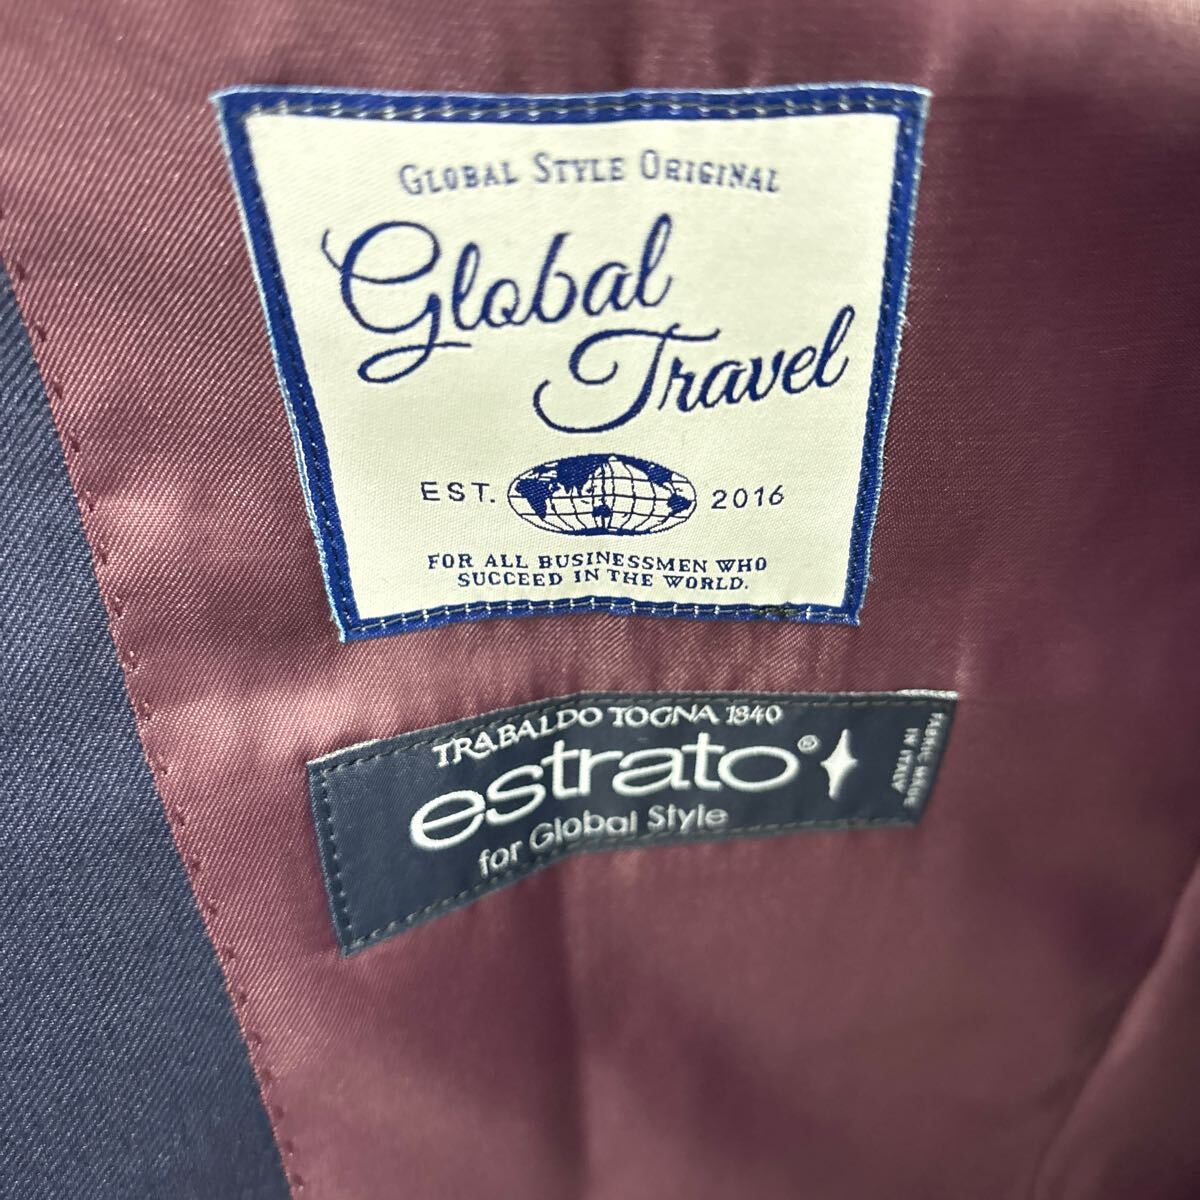 GLOBAL STYLE ORIGINAL
Global
Travel
EST. 2016
FOR ALL BUSINESSMEN WHO
SUCCEED IN THE WORLD.
TRABALDO TOGNA 1840
estrato®
for Global Style
FABRIC MADE
IN ITALY